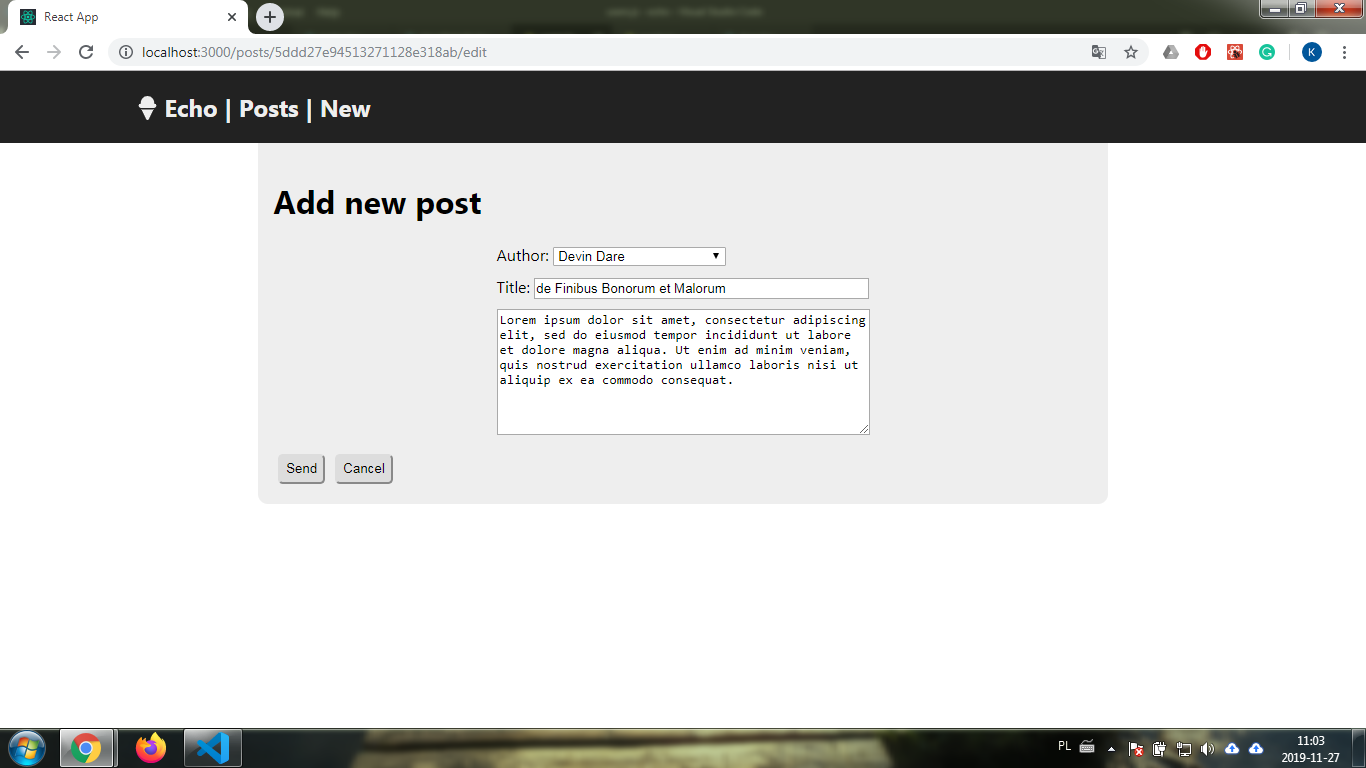 React App
localhost:3000/posts/5ddd27e94513271128e318ab/edit
K
Echo | Posts | New
Add new post
Author: Devin Dare
Title: de Finibus Bonorum et Malorum
Lorem ipsum dolor sit amet, consectetur adipiscing
elit, sed do eiusmod tempor incididunt ut labore
et dolore magna aliqua. Ut enim ad minim veniam,
quis nostrud exercitation ullamco laboris nisi ut
aliquip ex ea commodo consequat.
Send Cancel
PL
11:03
2019-11-27